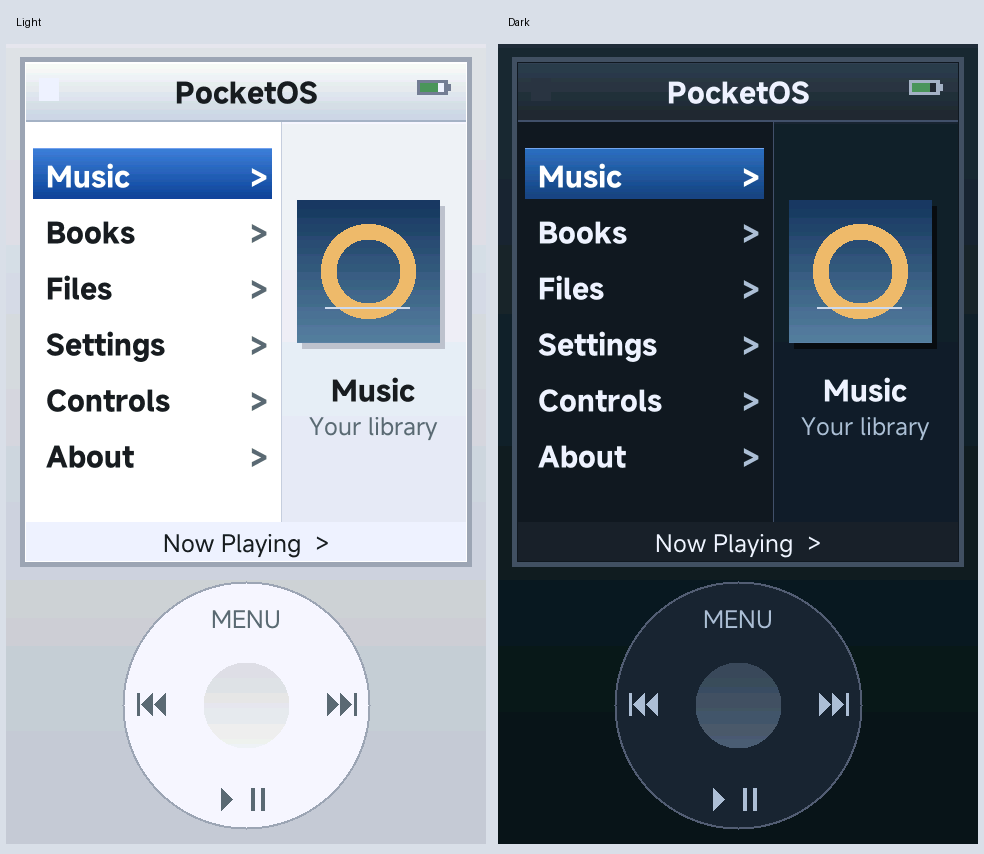 Light
PocketOS
Music >
Books >
Files >
Settings >
Controls >
About >
Music
Your library
Now Playing >
MENU
Dark
PocketOS
Music >
Books >
Files >
Settings >
Controls >
About >
Music
Your library
Now Playing >
MENU